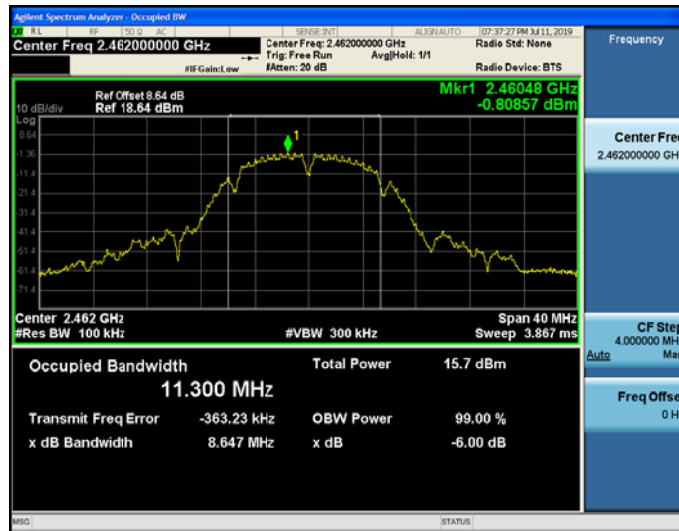 Agilent Spectrum Analyzer - Occupied BW
RL RF 50 Ω AC SENSE:INT ALIGN AUTO 07:37:27 PM Jul 11, 2019
Center Freq 2.462000000 GHz
Center Freq: 2.462000000 GHz
Radio Std: None
Trig: Free Run Avg|Hold: 1/1
#IFGain:Low #Atten: 20 dB Radio Device: BTS
Frequency
Mkr1 2.46048 GHz
-0.80857 dBm
Ref Offset 8.64 dB
10 dB/div Ref 18.64 dBm
Log
8.64
-1.36
-11.4
-21.4
-31.4
-41.4
-51.4
-61.4
-71.4
1
Center 2.462 GHz Span 40 MHz
#Res BW 100 kHz #VBW 300 kHz Sweep 3.867 ms
Occupied Bandwidth Total Power 15.7 dBm
11.300 MHz
Transmit Freq Error -363.23 kHz OBW Power 99.00 %
x dB Bandwidth 8.647 MHz x dB -6.00 dB
Center Fre
2.462000000 GH
CF Ste
4.000000 MH
Auto Ma
Freq Offse
0 H
MSG STATUS